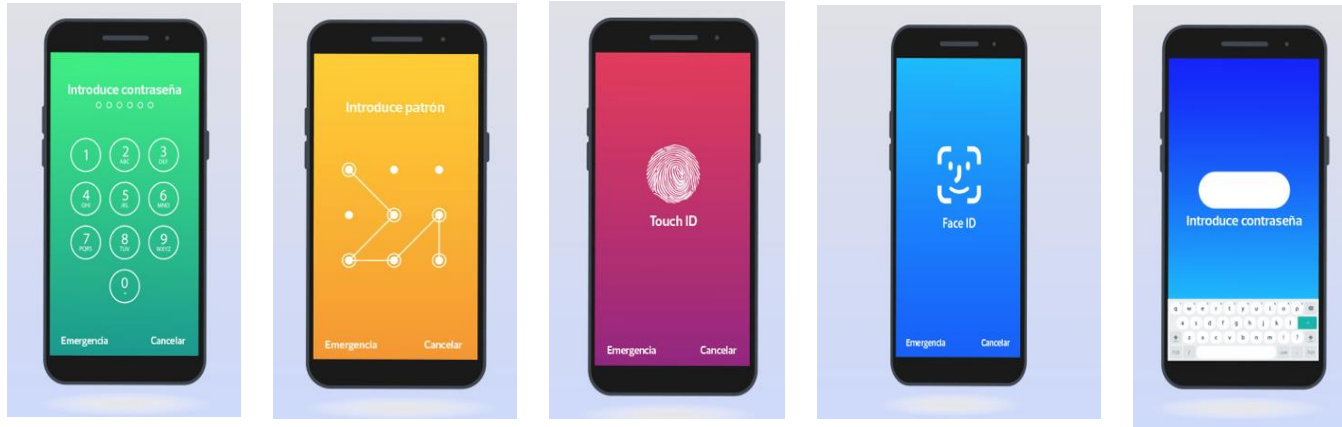 Introduce contraseña
1 2 ABC 3 DEF
4 GHI 5 JKL 6 MNO
7 PQRS 8 TUV 9 WXYZ
0 +
Emergencia Cancelar
Introduce patrón
Emergencia Cancelar
Touch ID
Emergencia Cancelar
Face ID
Emergencia Cancelar
Introduce contraseña
q w e r t y u i o p
a s d f g h j k l
z x c v b n m ! ?